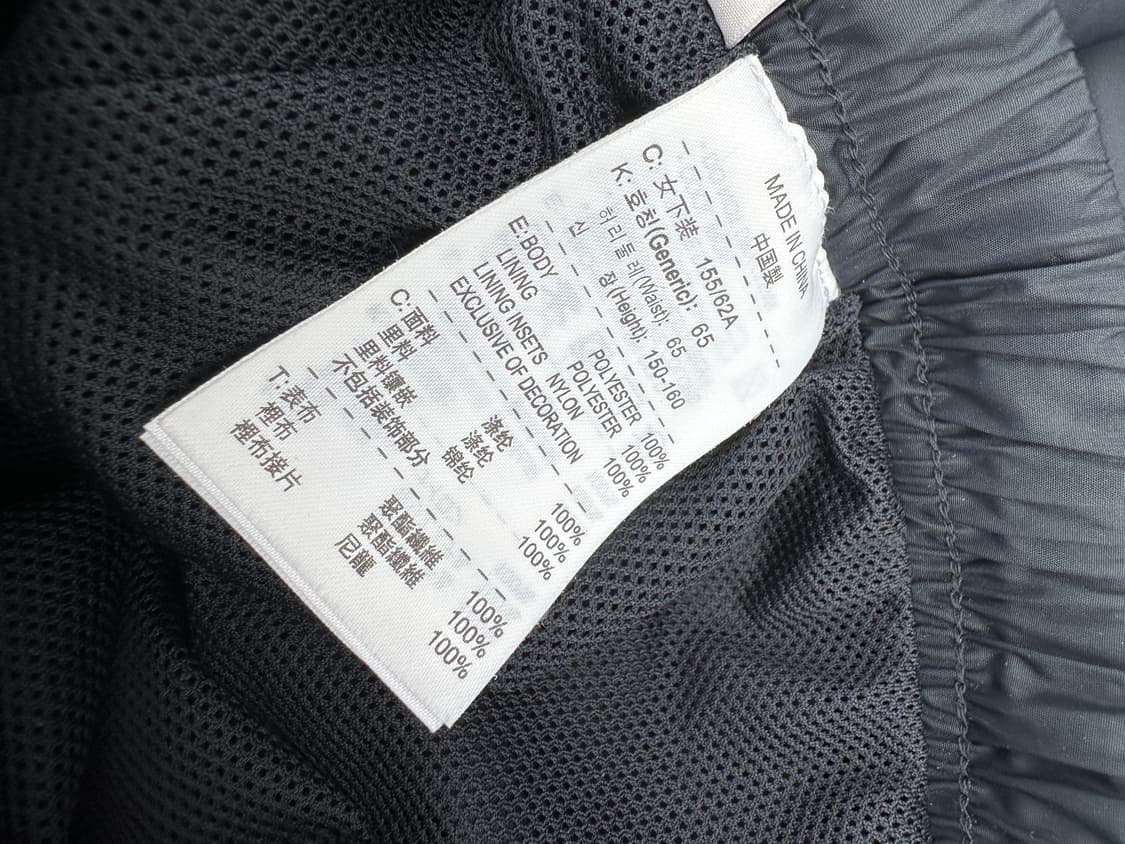 MADE IN CHINA
中国製
C: 女下装 155/62A
K: 호칭(Generic): 65
허리둘레(Waist): 65
신장(Height): 150-160
E:BODY POLYESTER 100%
LINING POLYESTER 100%
LINING INSETS NYLON 100%
EXCLUSIVE OF DECORATION
C:面料 涤纶 100%
里料 涤纶 100%
里料镶嵌 锦纶 100%
不包括装饰部分
T:表布 聚酯纖維 100%
裡布 聚酯纖維 100%
裡布接片 尼龍 100%